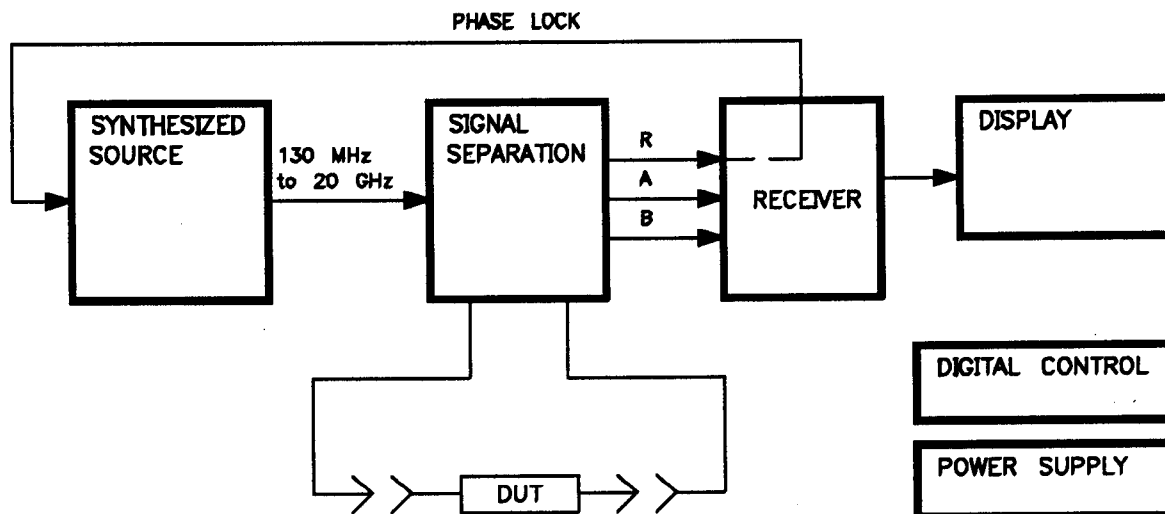 PHASE LOCK
SYNTHESIZED
SOURCE
130 MHz
to 20 GHz
SIGNAL
SEPARATION
R
A
B
RECEIVER
DISPLAY
DIGITAL CONTROL
POWER SUPPLY
DUT